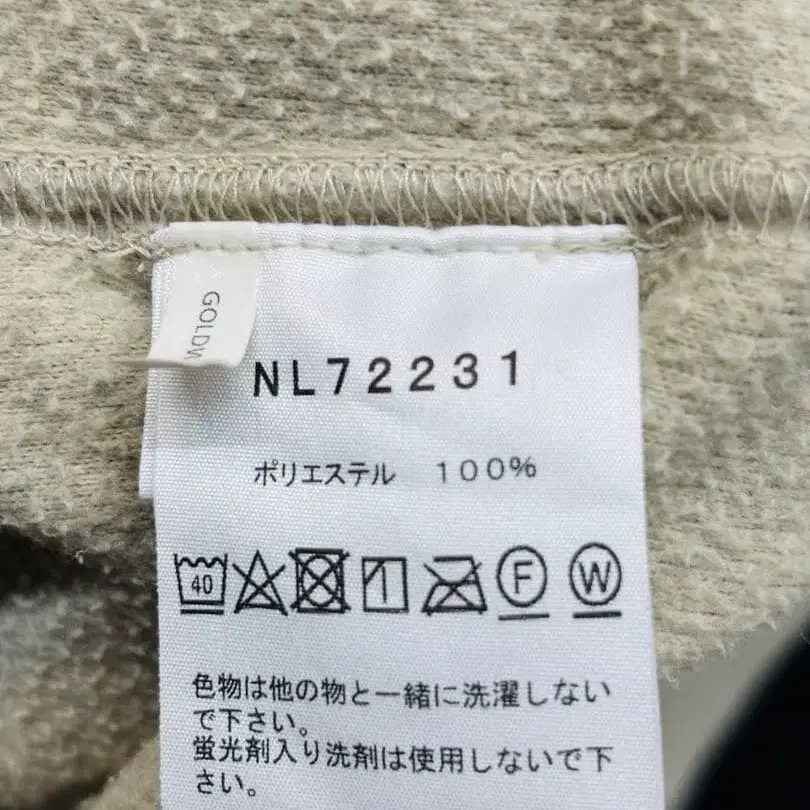 GOLDW
NL72231
ポリエステル 100%
40
F W
色物は他の物と一緒に洗濯しない
で下さい。
蛍光剤入り洗剤は使用しないで下
さい。